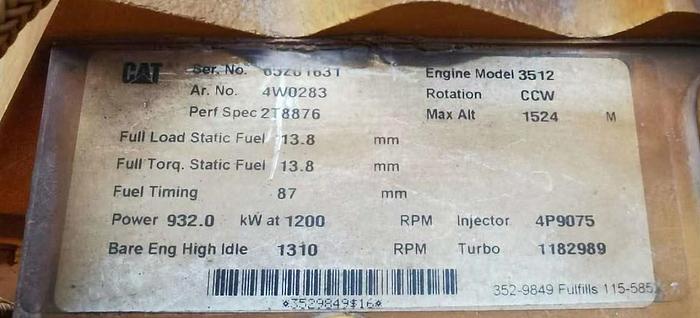 CAT Ser. No. Engine Model 3512
Ar. No. 4W0283 Rotation CCW
Perf Spec 2T8876 Max Alt 1524 M
Full Load Static Fuel 13.8 mm
Full Torq. Static Fuel 13.8 mm
Fuel Timing 87 mm
Power 932.0 kW at 1200 RPM Injector 4P9075
Bare Eng High Idle 1310 RPM Turbo 1182989
*3529849$16*
352-9849 Fulfills